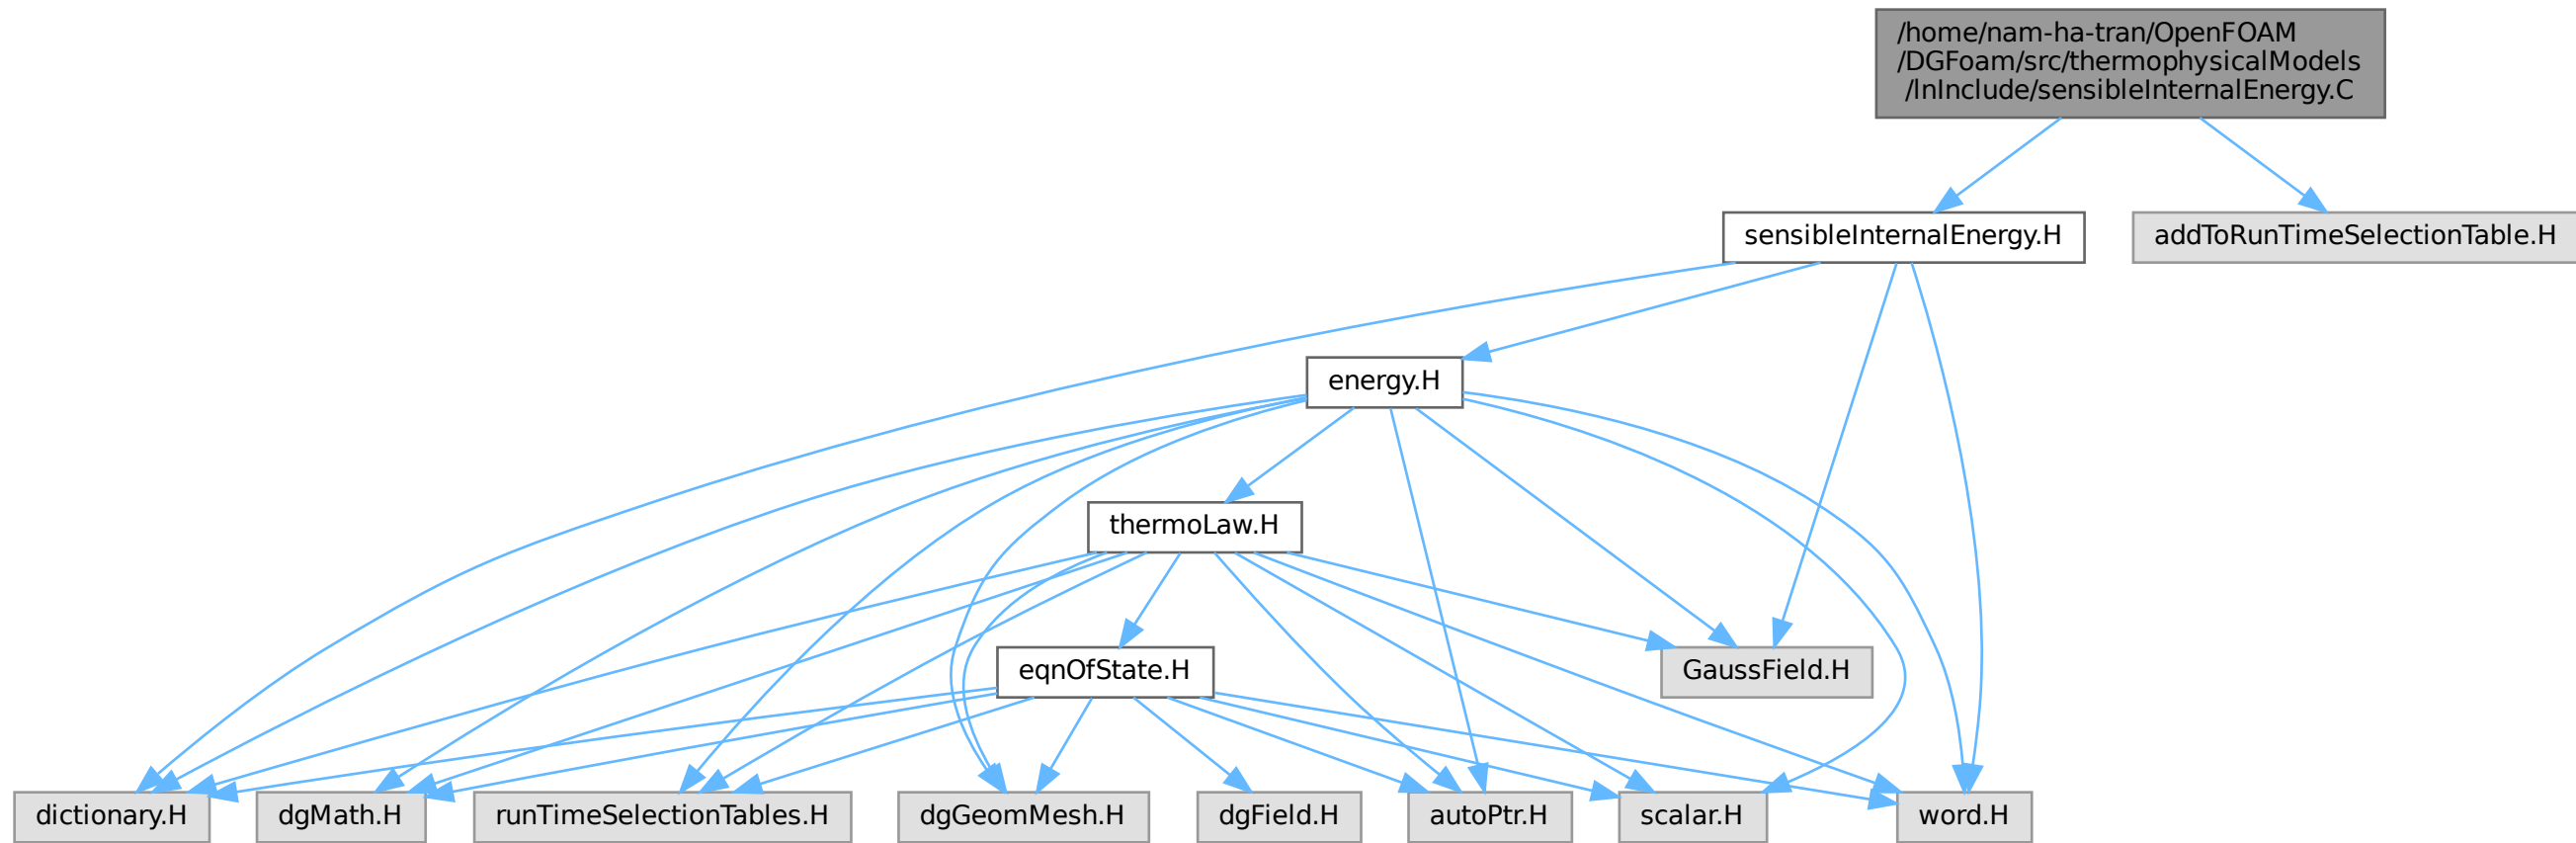 /home/nam-ha-tran/OpenFOAM
/DGFoam/src/thermophysicalModels
/lnInclude/sensibleInternalEnergy.C
sensibleInternalEnergy.H
addToRunTimeSelectionTable.H
energy.H
thermoLaw.H
eqnOfState.H
GaussField.H
dictionary.H
dgMath.H
runTimeSelectionTables.H
dgGeomMesh.H
dgField.H
autoPtr.H
scalar.H
word.H